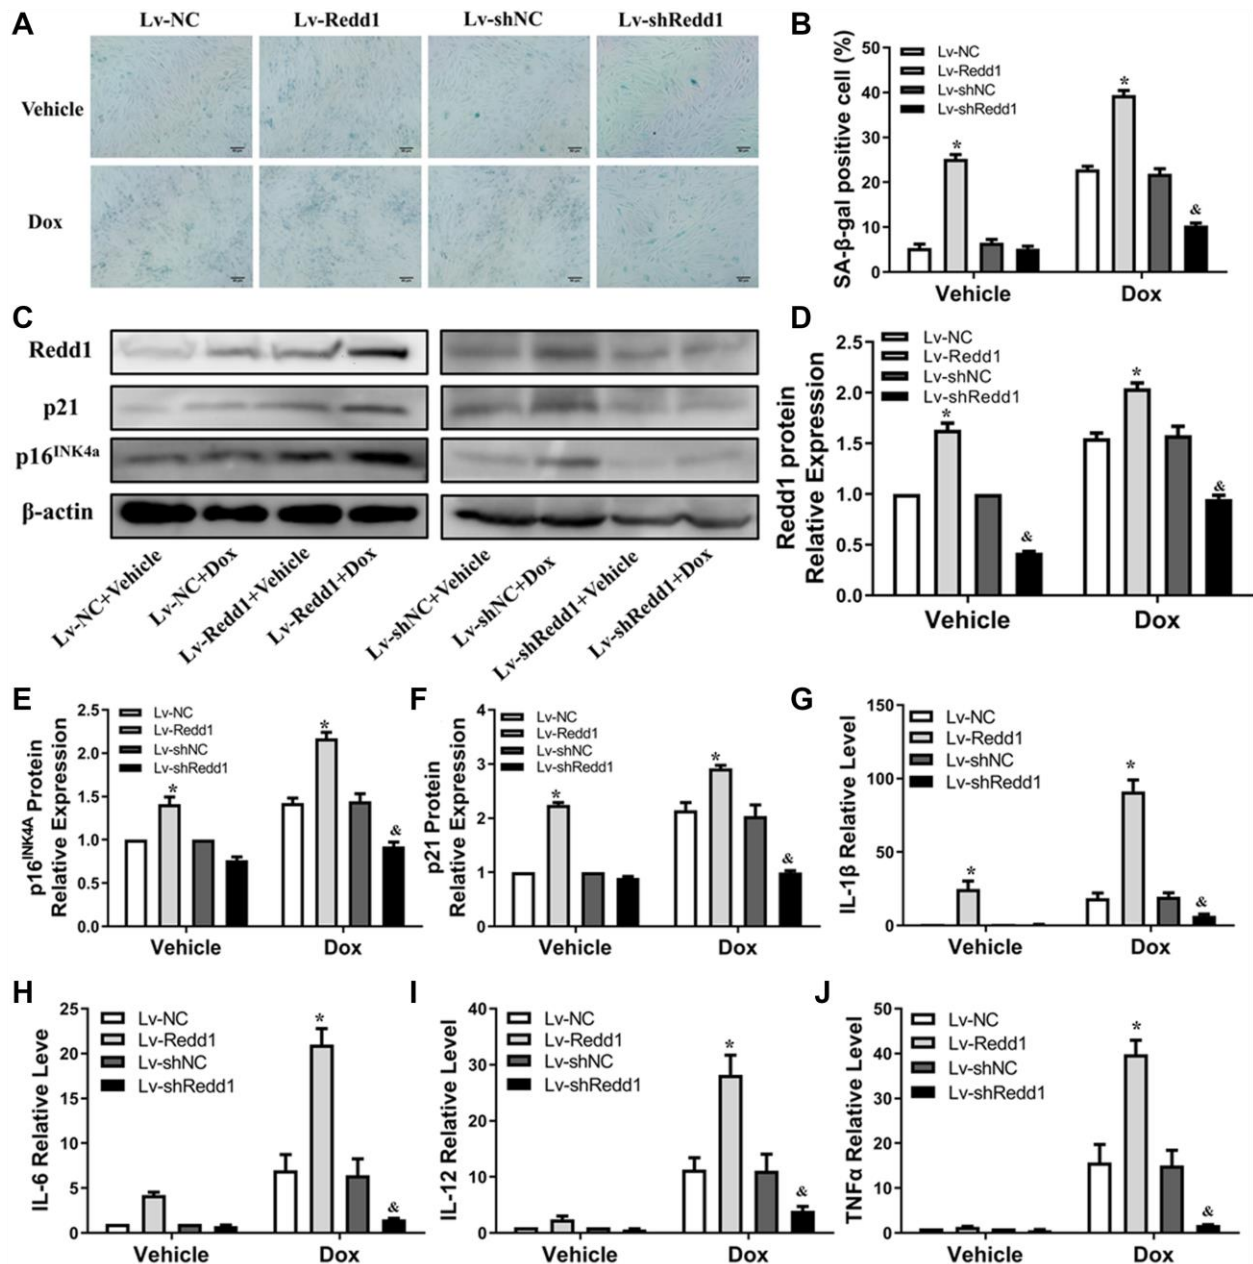 A
Lv-NC
Lv-Redd1
Lv-shNC
Lv-shRedd1
Vehicle
Dox
B
SA-β-gal positive cell (%)
50
40
30
20
10
0
Lv-NC
Lv-Redd1
Lv-shNC
Lv-shRedd1
*
*
&
Vehicle
Dox
C
Redd1
p21
p16INK4a
β-actin
Lv-NC+Vehicle
Lv-NC+Dox
Lv-Redd1+Vehicle
Lv-Redd1+Dox
Lv-shNC+Vehicle
Lv-shNC+Dox
Lv-shRedd1+Vehicle
Lv-shRedd1+Dox
D
Redd1 protein
Relative Expression
2.5
2.0
1.5
1.0
0.5
0.0
Lv-NC
Lv-Redd1
Lv-shNC
Lv-shRedd1
*
&
*
&
Vehicle
Dox
E
p16INK4A Protein
Relative Expression
2.5
2.0
1.5
1.0
0.5
0.0
Lv-NC
Lv-Redd1
Lv-shNC
Lv-shRedd1
*
*
&
Vehicle
Dox
F
p21 Protein
Relative Expression
4
3
2
1
0
Lv-NC
Lv-Redd1
Lv-shNC
Lv-shRedd1
*
*
&
Vehicle
Dox
G
IL-1β Relative Level
150
100
50
0
Lv-NC
Lv-Redd1
Lv-shNC
Lv-shRedd1
*
*
&
Vehicle
Dox
H
IL-6 Relative Leve
25
20
15
10
5
0
Lv-NC
Lv-Redd1
Lv-shNC
Lv-shRedd1
*
&
Vehicle
Dox
I
IL-12 Relative Level
40
30
20
10
0
Lv-NC
Lv-Redd1
Lv-shNC
Lv-shRedd1
*
&
Vehicle
Dox
J
TNFα Relative Level
50
40
30
20
10
0
Lv-NC
Lv-Redd1
Lv-shNC
Lv-shRedd1
*
&
Vehicle
Dox